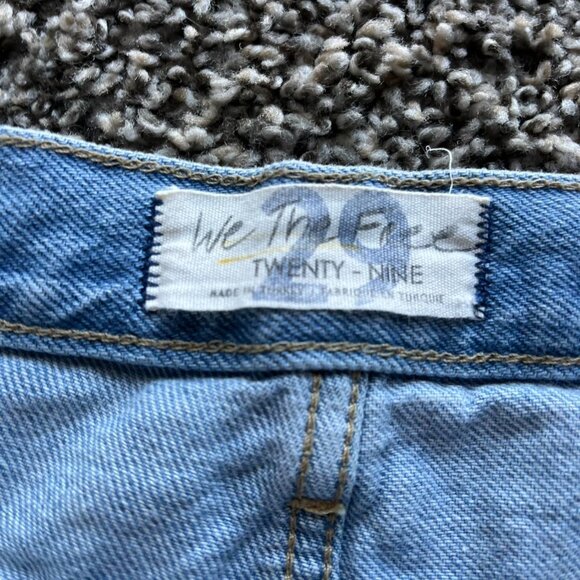 29
We The Free
TWENTY - NINE
MADE IN TURKEY / FABRIQUE EN TURQUIE